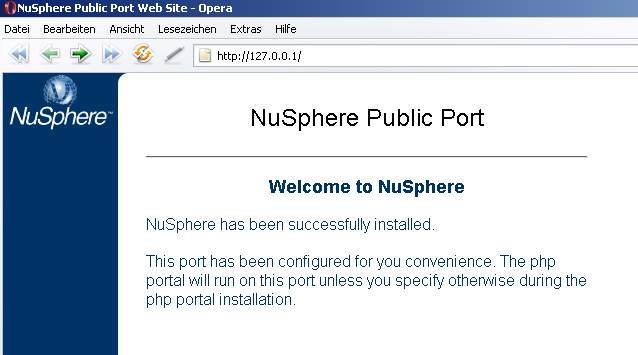 NuSphere Public Port Web Site - Opera
Datei Bearbeiten Ansicht Lesezeichen Extras Hilfe
http://127.0.0.1/
NuSphere™
NuSphere Public Port
Welcome to NuSphere
NuSphere has been successfully installed.
This port has been configured for you convenience. The php
portal will run on this port unless you specify otherwise during the
php portal installation.